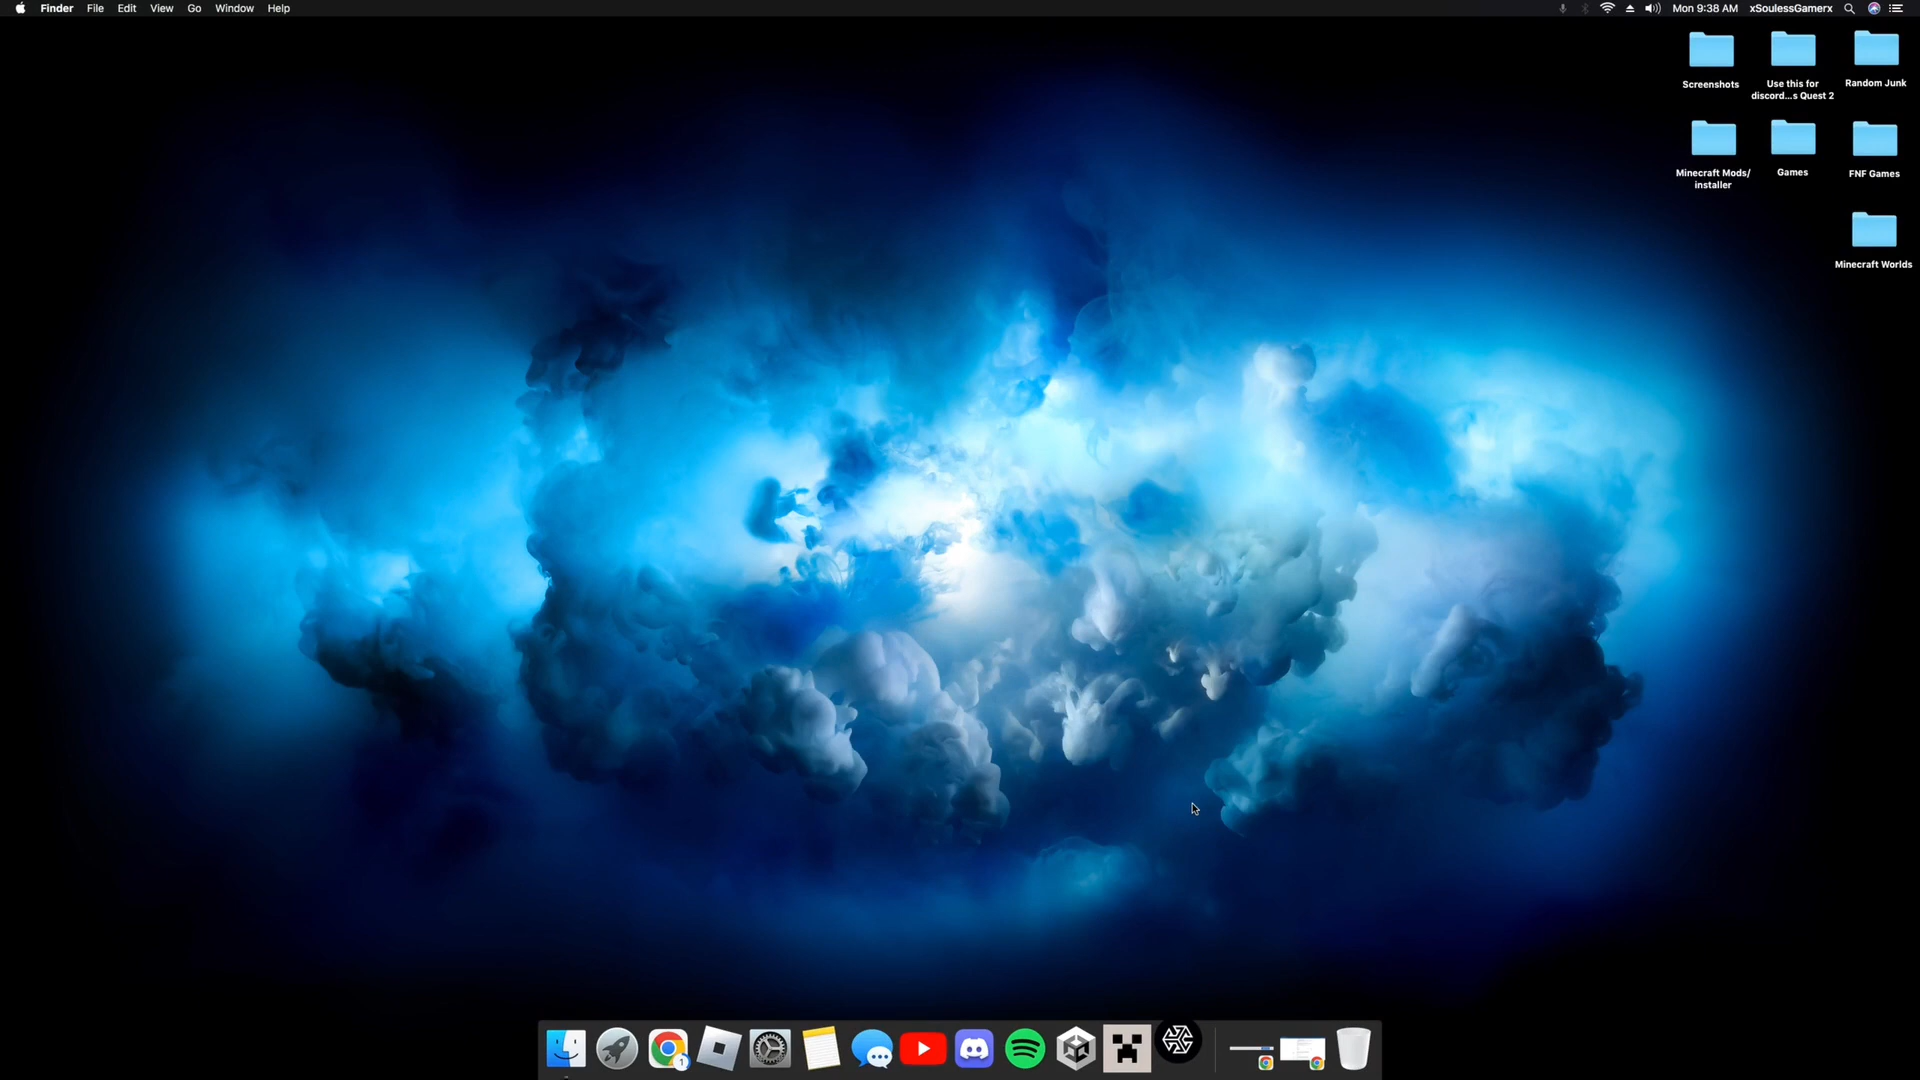 Finder File Edit View Go Window Help
Mon 9:38 AM xSoulessGamerx
Screenshots
Use this for
discord...s Quest 2
Random Junk
Minecraft Mods/
installer
Games
FNF Games
Minecraft Worlds
1